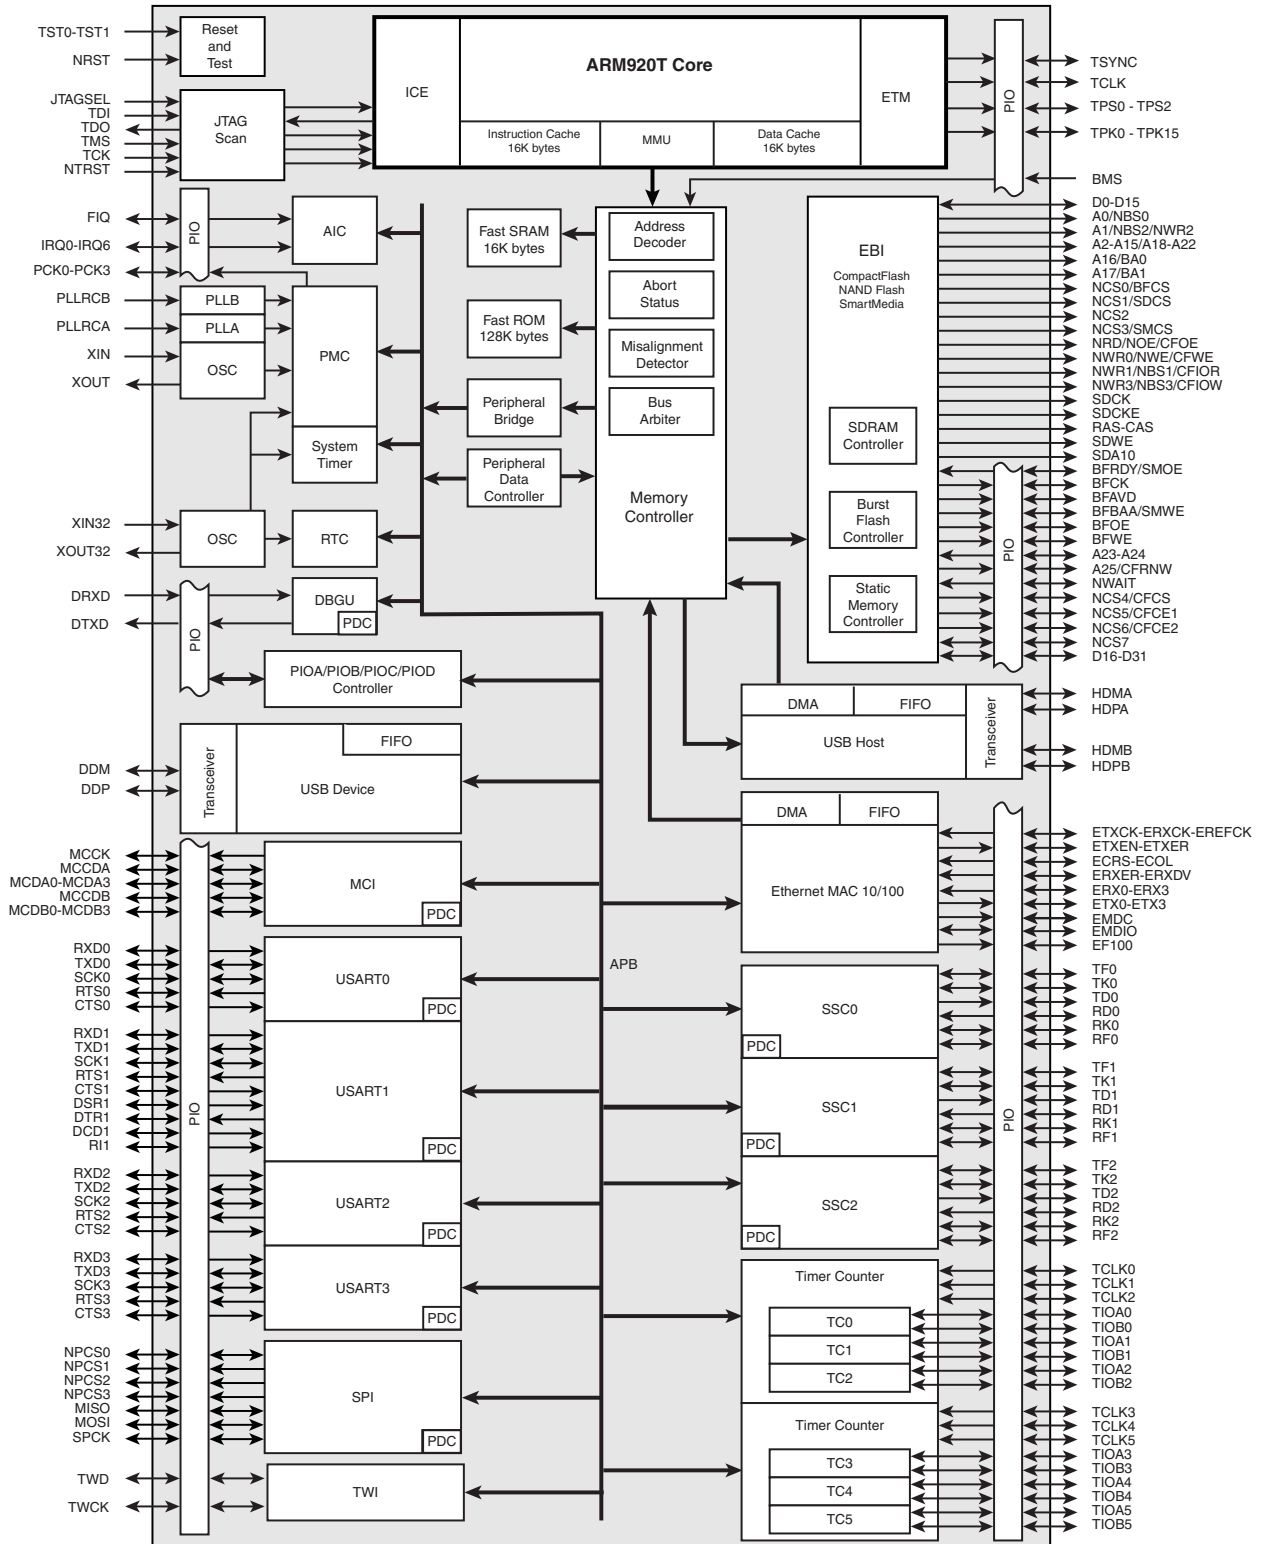 TST0-TST1
NRST
Reset
and
Test
JTAGSEL
TDI
TDO
TMS
TCK
NTRST
JTAG
Scan
ICE
ARM920T Core
Instruction Cache
16K bytes
MMU
Data Cache
16K bytes
ETM
PIO
TSYNC
TCLK
TPS0 - TPS2
TPK0 - TPK15
BMS
FIQ
IRQ0-IRQ6
PCK0-PCK3
PIO
AIC
PLLRCB
PLLRCA
XIN
XOUT
PLLB
PLLA
OSC
PMC
System
Timer
XIN32
XOUT32
OSC
RTC
DRXD
DTXD
PIO
DBGU
PDC
PIOA/PIOB/PIOC/PIOD
Controller
Fast SRAM
16K bytes
Fast ROM
128K bytes
Peripheral
Bridge
Peripheral
Data
Controller
Address
Decoder
Abort
Status
Misalignment
Detector
Bus
Arbiter
Memory
Controller
EBI
CompactFlash
NAND Flash
SmartMedia
SDRAM
Controller
Burst
Flash
Controller
Static
Memory
Controller
D0-D15
A0/NBS0
A1/NBS2/NWR2
A2-A15/A18-A22
A16/BA0
A17/BA1
NCS0/BFCS
NCS1/SDCS
NCS2
NCS3/SMCS
NRD/NOE/CFOE
NWR0/NWE/CFWE
NWR1/NBS1/CFIOR
NWR3/NBS3/CFIOW
SDCK
SDCKE
RAS-CAS
SDWE
SDA10
BFRDY/SMOE
BFCK
BFAVD
BFBAA/SMWE
BFOE
BFWE
A23-A24
A25/CFRNW
NWAIT
NCS4/CFCS
NCS5/CFCE1
NCS6/CFCE2
NCS7
D16-D31
PIO
DMA
FIFO
USB Host
Transceiver
HDMA
HDPA
HDMB
HDPB
DDM
DDP
Transceiver
FIFO
USB Device
DMA
FIFO
Ethernet MAC 10/100
ETXCK-ERXCK-EREFCK
ETXEN-ETXER
ECRS-ECOL
ERXER-ERXDV
ERX0-ERX3
ETX0-ETX3
EMDC
EMDIO
EF100
MCCK
MCCDA
MCDA0-MCDA3
MCCDB
MCDB0-MCDB3
MCI
PDC
RXD0
TXD0
SCK0
RTS0
CTS0
USART0
PDC
APB
RXD1
TXD1
SCK1
RTS1
CTS1
DSR1
DTR1
DCD1
RI1
PIO
USART1
PDC
RXD2
TXD2
SCK2
RTS2
CTS2
USART2
PDC
RXD3
TXD3
SCK3
RTS3
CTS3
USART3
PDC
NPCS0
NPCS1
NPCS2
NPCS3
MISO
MOSI
SPCK
SPI
PDC
TWD
TWCK
TWI
SSC0
PDC
TF0
TK0
TD0
RD0
RK0
RF0
SSC1
PDC
PIO
TF1
TK1
TD1
RD1
RK1
RF1
SSC2
PDC
TF2
TK2
TD2
RD2
RK2
RF2
Timer Counter
TC0
TC1
TC2
TCLK0
TCLK1
TCLK2
TIOA0
TIOB0
TIOA1
TIOB1
TIOA2
TIOB2
Timer Counter
TC3
TC4
TC5
TCLK3
TCLK4
TCLK5
TIOA3
TIOB3
TIOA4
TIOB4
TIOA5
TIOB5